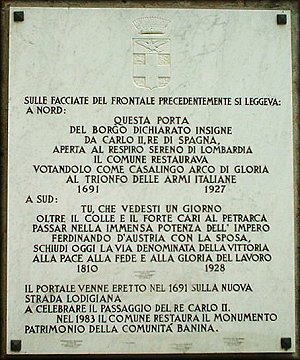 SULLE FACCIATE DEL FRONTALE PRECEDENTEMENTE SI LEGGEVA:
A NORD:
QUESTA PORTA
DEL BORGO DICHIARATO INSIGNE
DA CARLO II, RE DI SPAGNA,
APERTA AL RESPIRO SERENO DI LOMBARDIA
IL COMUNE RESTAURAVA
VOTANDOLO COME CASALINGO ARCO DI GLORIA
AL TRIONFO DELLE ARMI ITALIANE
1691 1927
A SUD:
TU, CHE VEDESTI UN GIORNO
OLTRE IL COLLE E IL FORTE CARI AL PETRARCA
PASSAR NELLA IMMENSA POTENZA DELL' IMPERO
FERDINANDO D'AUSTRIA CON LA SPOSA,
SCHIUDI OGGI LA VIA DENOMINATA DELLA VITTORIA
ALLA PACE ALLA FEDE E ALLA GLORIA DEL LAVORO
1810 1928
IL PORTALE VENNE ERETTO NEL 1691 SULLA NUOVA
STRADA LODIGIANA
A CELEBRARE IL PASSAGGIO DEL RE CARLO II.
NEL 1983 IL COMUNE RESTAURA IL MONUMENTO
PATRIMONIO DELLA COMUNITÀ BANINA.